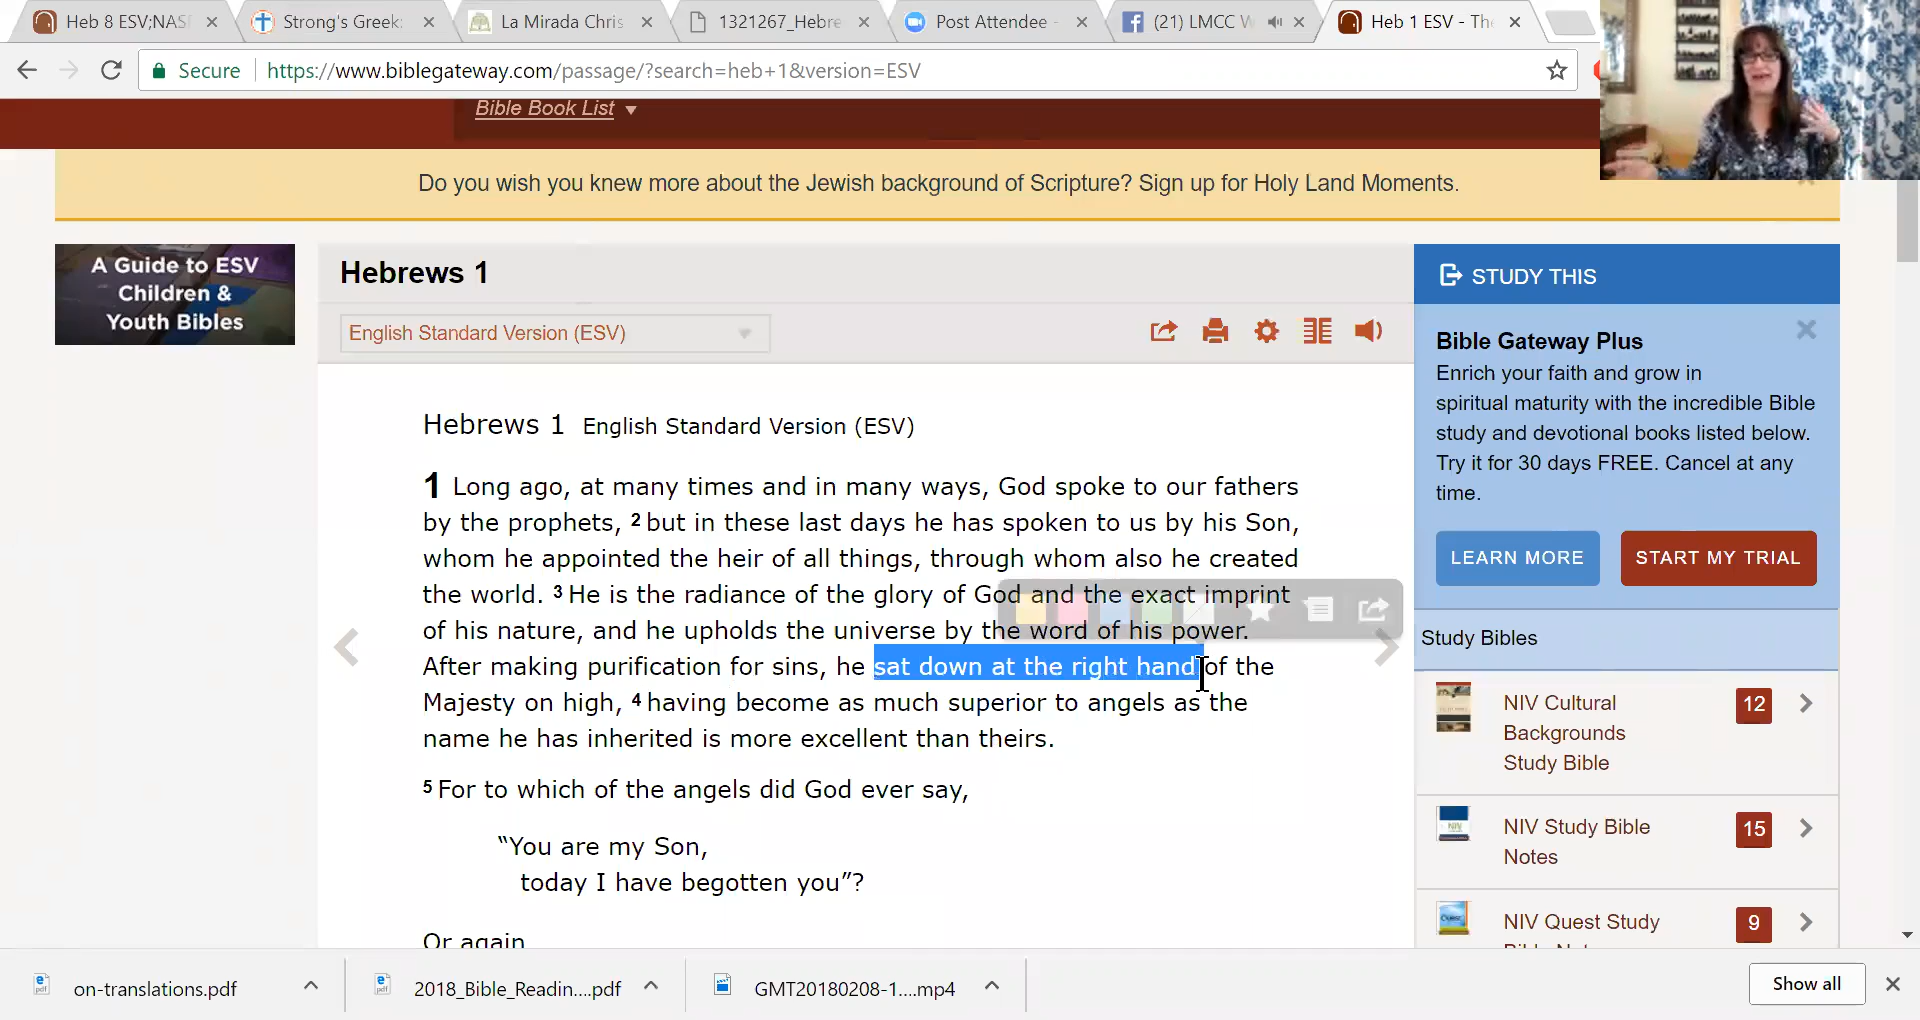 Heb 8 ESV;NAS
Strong's Greek:
La Mirada Chris
1321267_Hebre
Post Attendee -
(21) LMCC W
Heb 1 ESV - The
Secure
https://www.biblegateway.com/passage/?search=heb+1&version=ESV
Bible Book List
Do you wish you knew more about the Jewish background of Scripture? Sign up for Holy Land Moments.
A Guide to ESV
Children &
Youth Bibles
Hebrews 1
English Standard Version (ESV)
Hebrews 1 English Standard Version (ESV)
1 Long ago, at many times and in many ways, God spoke to our fathers
by the prophets, 2 but in these last days he has spoken to us by his Son,
whom he appointed the heir of all things, through whom also he created
the world. 3 He is the radiance of the glory of God and the exact imprint
of his nature, and he upholds the universe by the word of his power.
After making purification for sins, he sat down at the right hand of the
Majesty on high, 4 having become as much superior to angels as the
name he has inherited is more excellent than theirs.
5 For to which of the angels did God ever say,
“You are my Son,
today I have begotten you”?
Or again
STUDY THIS
Bible Gateway Plus
Enrich your faith and grow in
spiritual maturity with the incredible Bible
study and devotional books listed below.
Try it for 30 days FREE. Cancel at any
time.
LEARN MORE
START MY TRIAL
Study Bibles
NIV Cultural
Backgrounds
Study Bible
12
NIV Study Bible
Notes
15
NIV Quest Study
9
on-translations.pdf
2018_Bible_Readin....pdf
GMT20180208-1....mp4
Show all